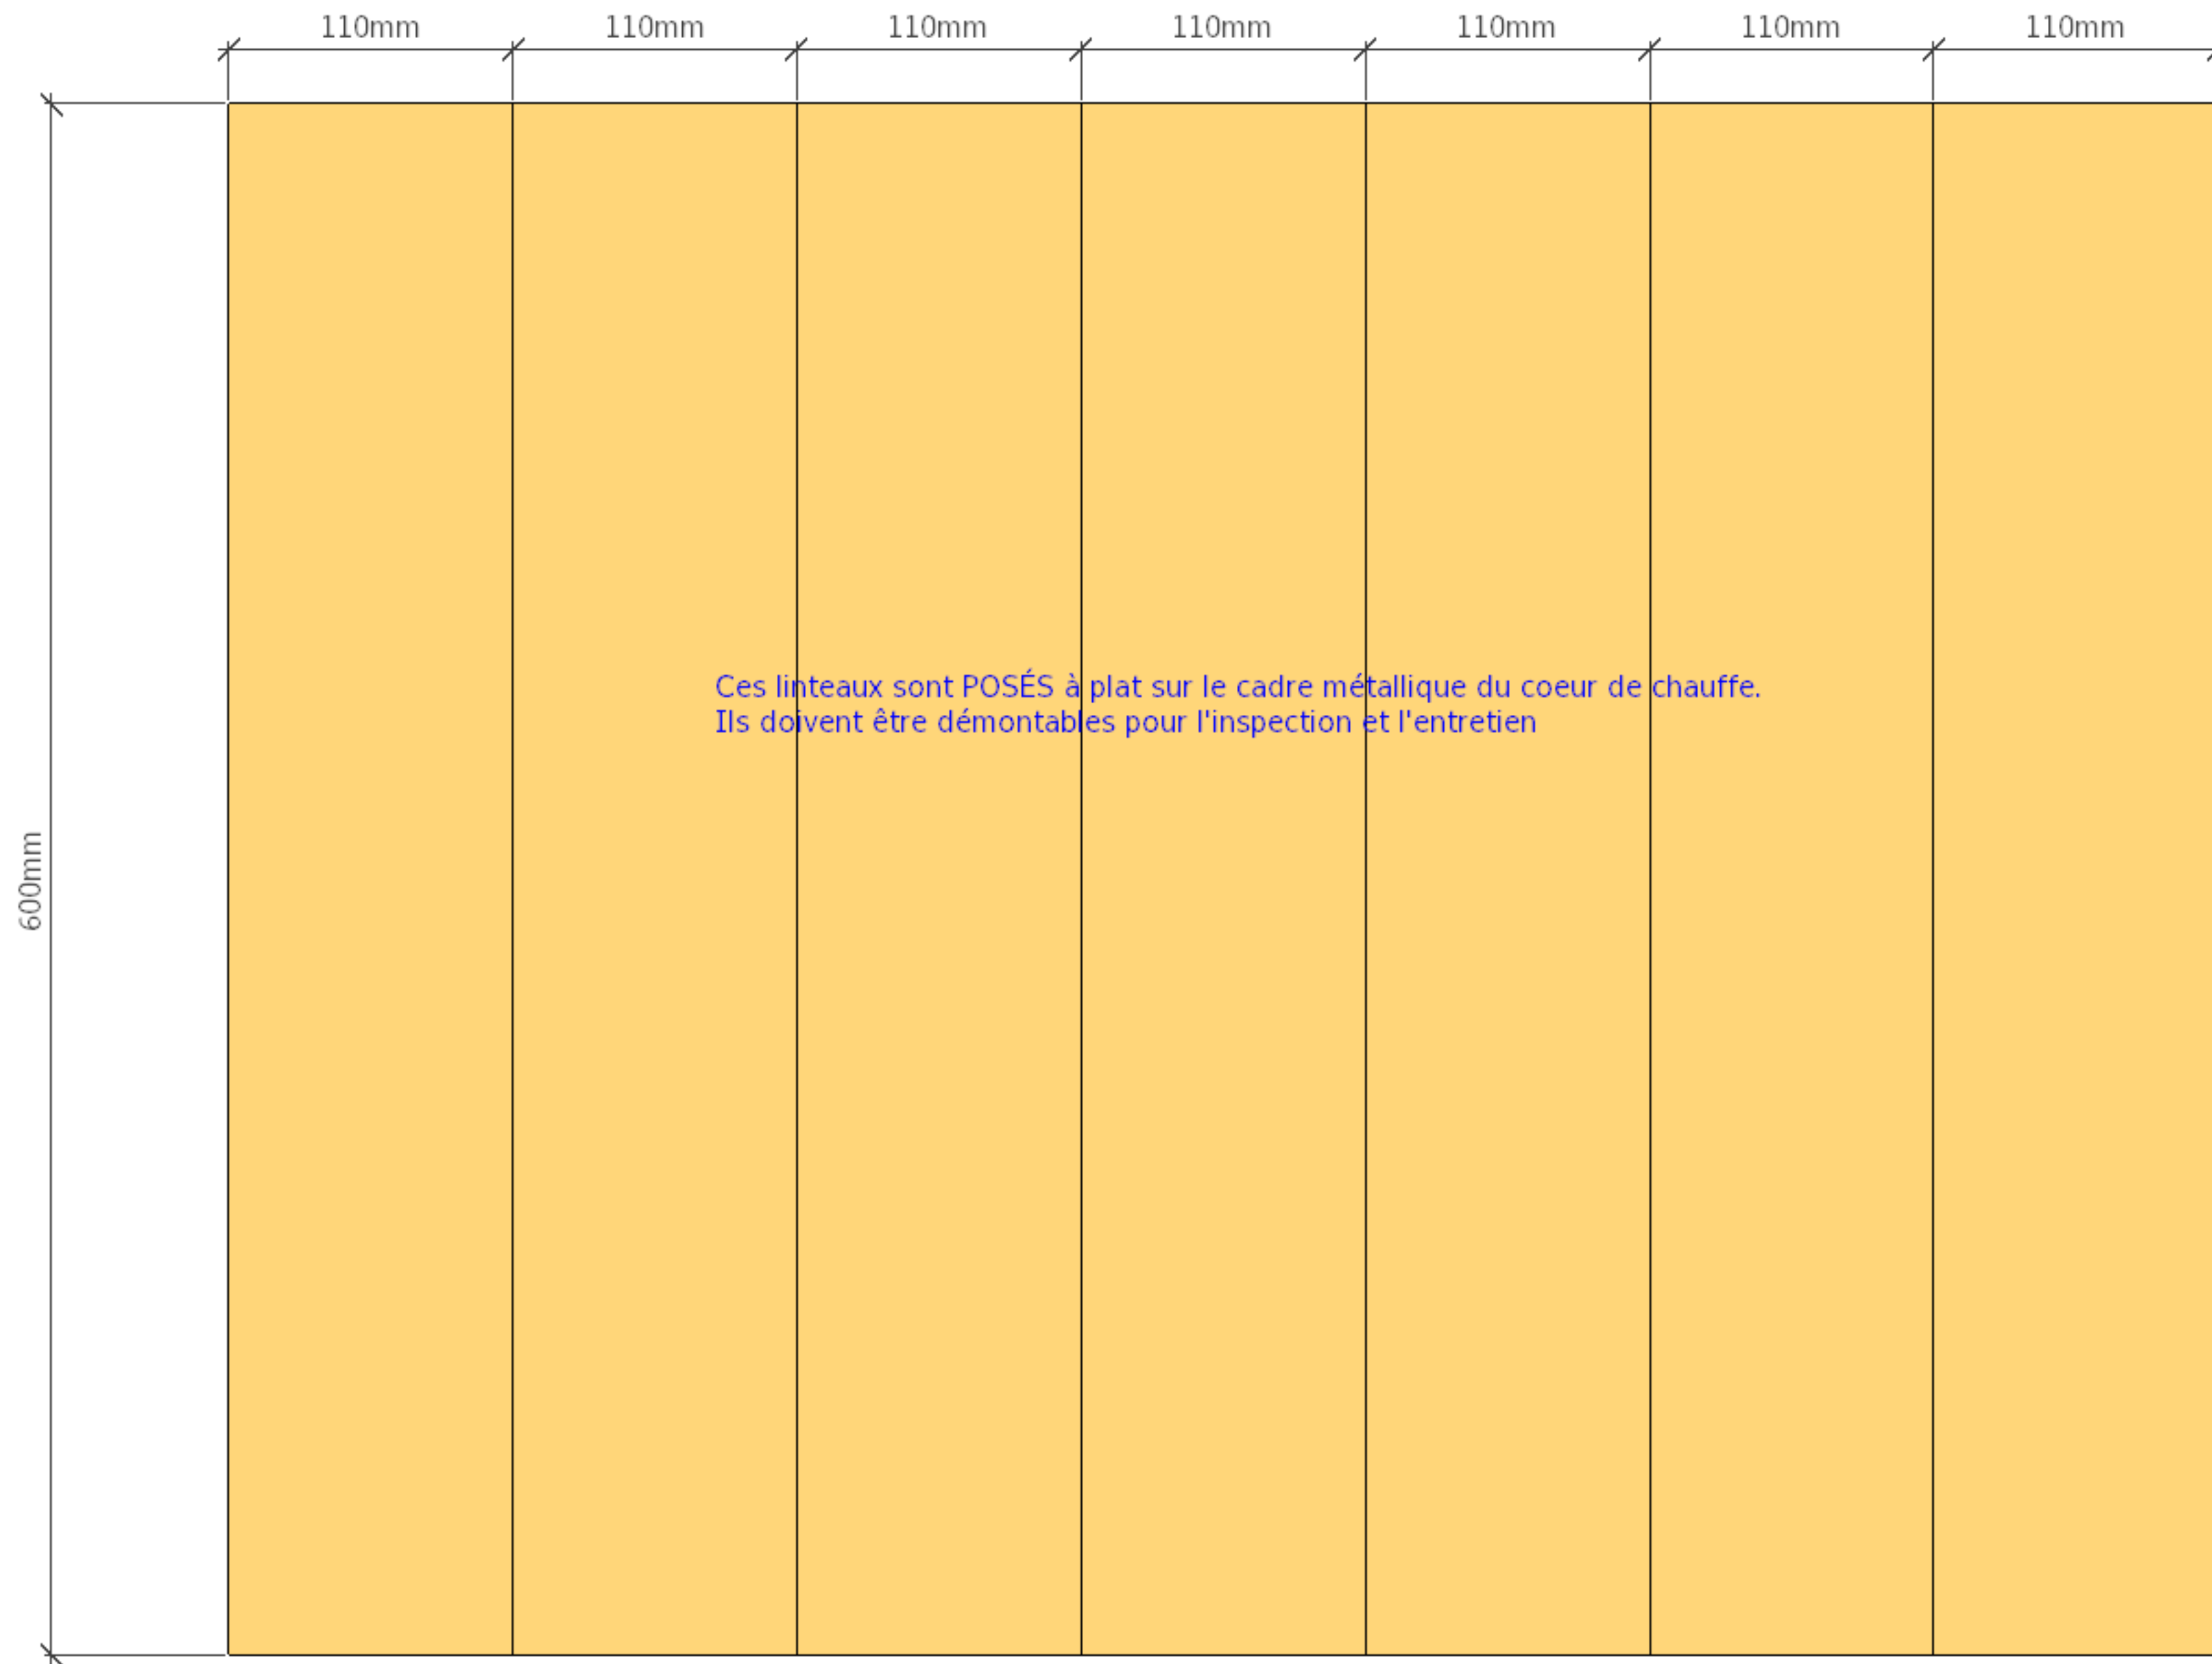 110mm 110mm 110mm 110mm 110mm 110mm 110mm
Ces linteaux sont POSÉS à plat sur le cadre métallique du coeur de chauffe.
Ils doivent être démontables pour l'inspection et l'entretien
600mm